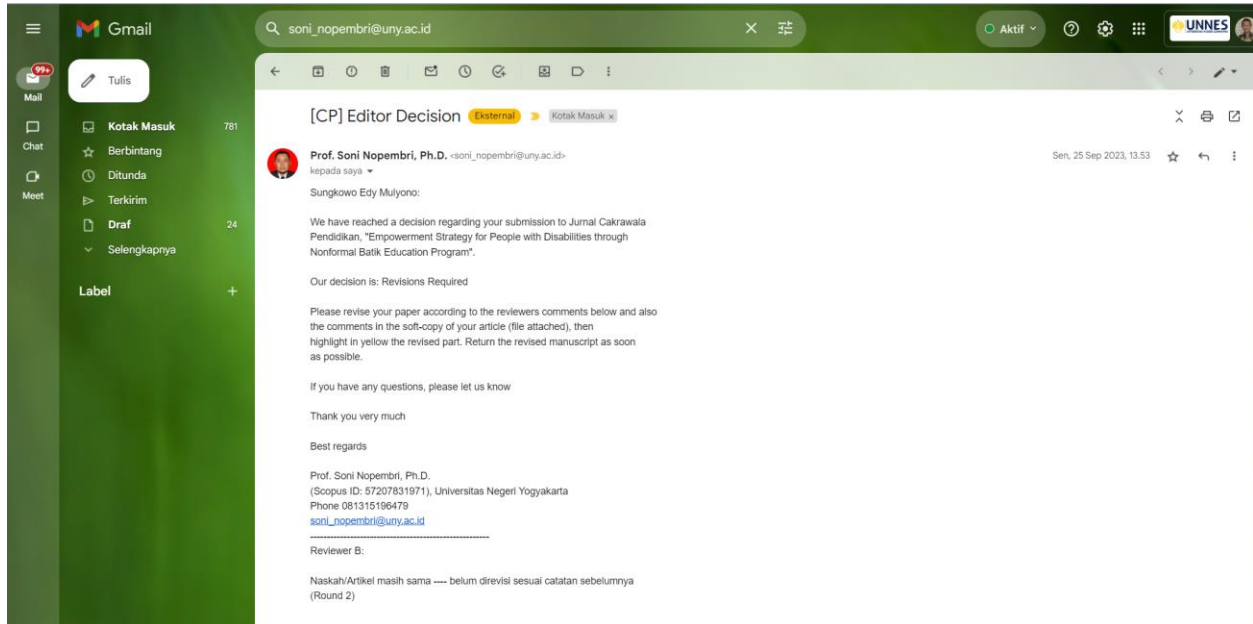 Gmail
soni_nopembri@uny.ac.id
Aktif
UNNES
99+
Mail
Chat
Meet
Tulis
Kotak Masuk 781
Berbintang
Ditunda
Terkirim
Draf 24
Selengkapnya
Label
[CP] Editor Decision Eksternal Kotak Masuk x
Prof. Soni Nopembri, Ph.D. <soni_nopembri@uny.ac.id>
Sen, 25 Sep 2023, 13.53
kepada saya
Sungkowo Edy Mulyono:
We have reached a decision regarding your submission to Jurnal Cakrawala
Pendidikan, "Empowerment Strategy for People with Disabilities through
Nonformal Batik Education Program".
Our decision is: Revisions Required
Please revise your paper according to the reviewers comments below and also
the comments in the soft-copy of your article (file attached), then
highlight in yellow the revised part. Return the revised manuscript as soon
as possible.
If you have any questions, please let us know
Thank you very much
Best regards
Prof. Soni Nopembri, Ph.D.
(Scopus ID: 57207831971), Universitas Negeri Yogyakarta
Phone 081315196479
soni_nopembri@uny.ac.id
------------------------------------------------------
Reviewer B:
Naskah/Artikel masih sama ---- belum direvisi sesuai catatan sebelumnya
(Round 2)